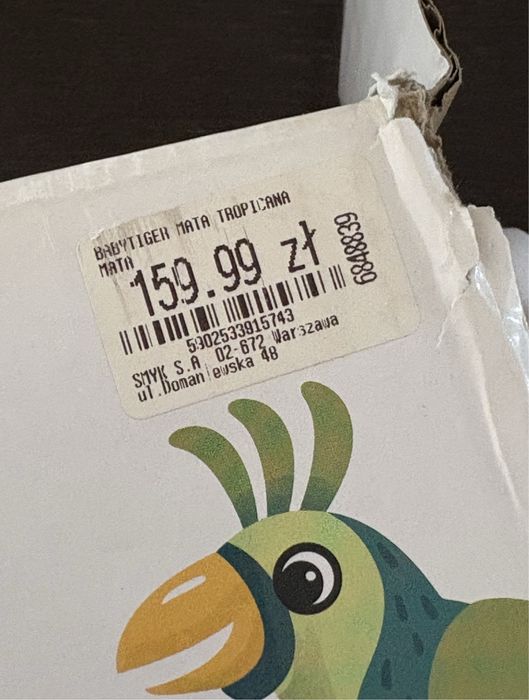 BABYTIGER MATA TROPICANA
MATA
159.99 zł
6848839
5902533915743
SMYK S.A 02-672 Warszawa
ul.Domaniewska 48